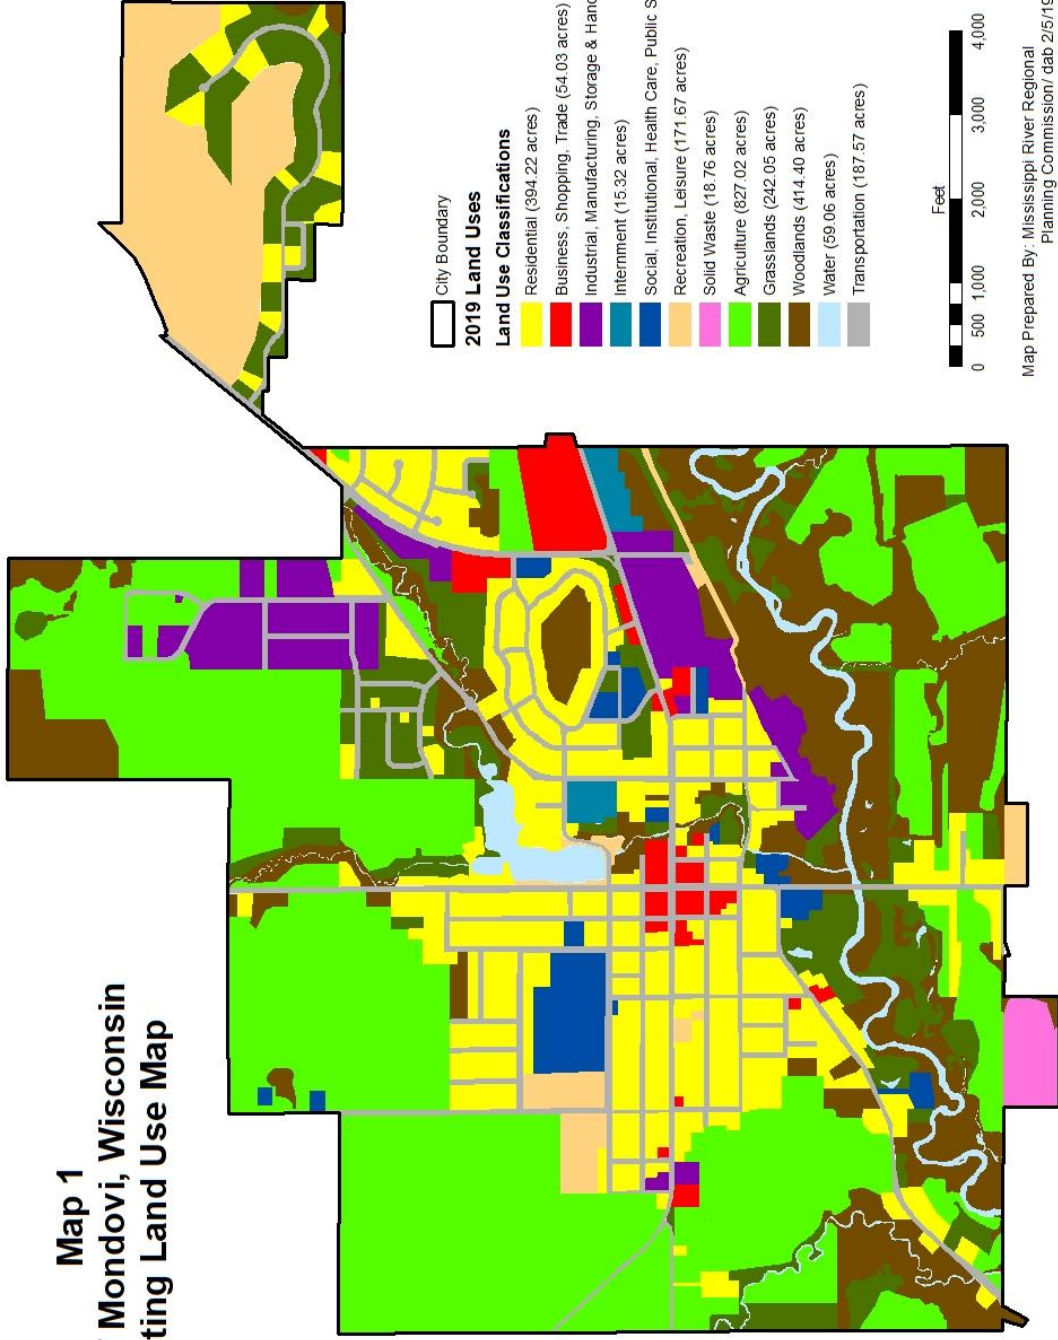 Map 1
Mondovi, Wisconsin
ting Land Use Map
City Boundary
2019 Land Uses
Land Use Classifications
Residential (394.22 acres)
Business, Shopping, Trade (54.03 acres)
Industrial, Manufacturing, Storage & Hand
Internment (15.32 acres)
Social, Institutional, Health Care, Public S
Recreation, Leisure (171.67 acres)
Solid Waste (18.76 acres)
Agriculture (827.02 acres)
Grasslands (242.05 acres)
Woodlands (414.40 acres)
Water (59.06 acres)
Transportation (187.57 acres)
Feet
0 500 1,000 2,000 3,000 4,000
Map Prepared By: Mississippi River Regional
Planning Commission/ dab 2/5/19